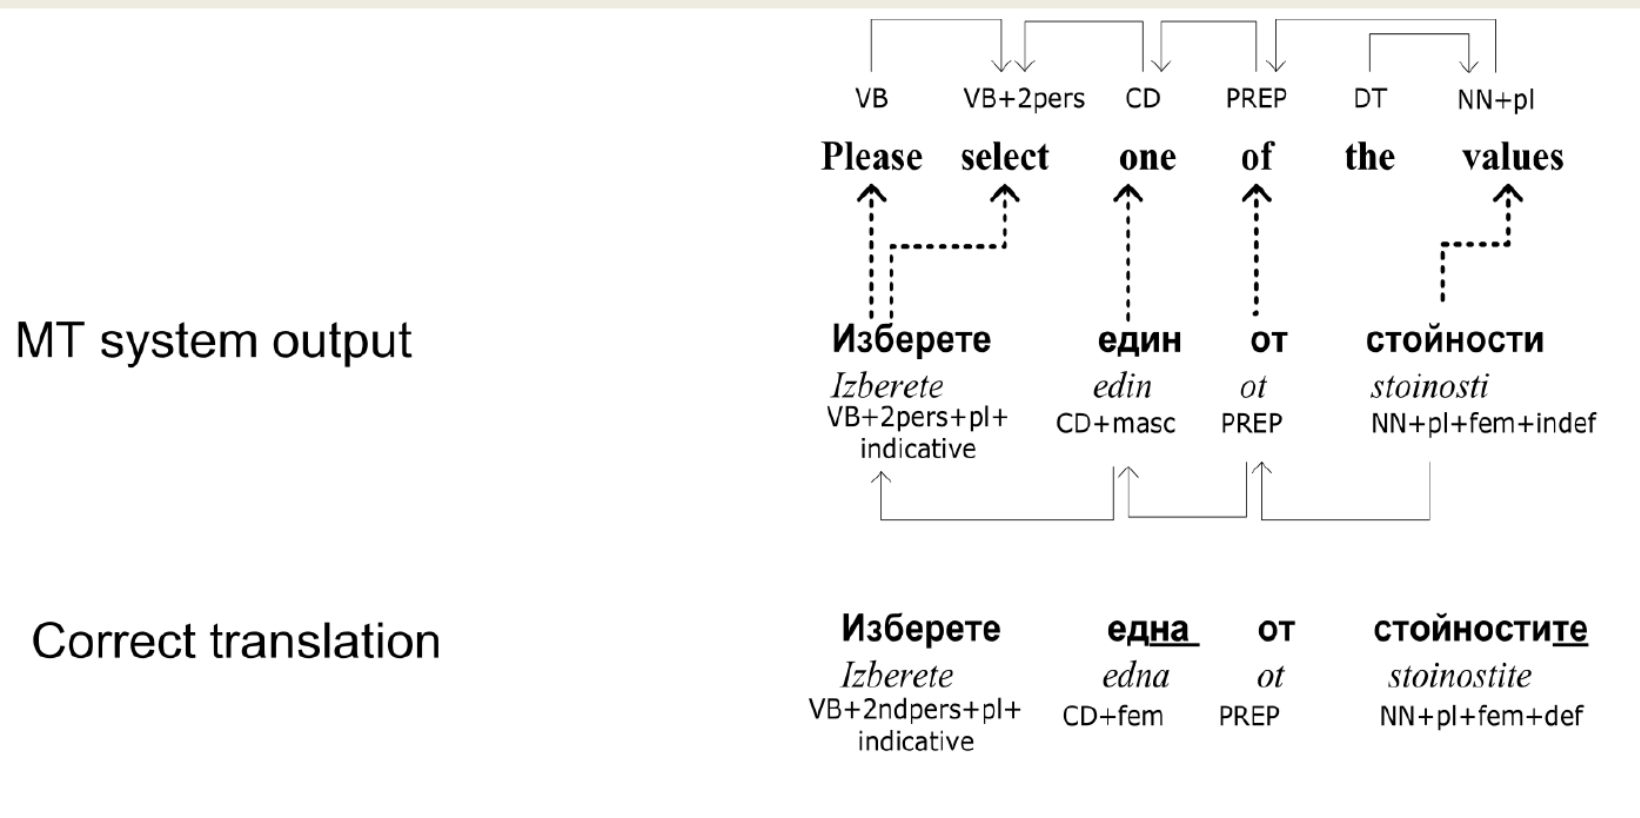 VB VB+2pers CD PREP DT NN+pl
Please select one of the values
MT system output
Изберете един от стойности
Izberete edin ot stoinosti
VB+2pers+pl+ CD+masc PREP NN+pl+fem+indef
indicative
Correct translation
Изберете една от стойностите
Izberete edna ot stoinostite
VB+2ndpers+pl+ CD+fem PREP NN+pl+fem+def
indicative